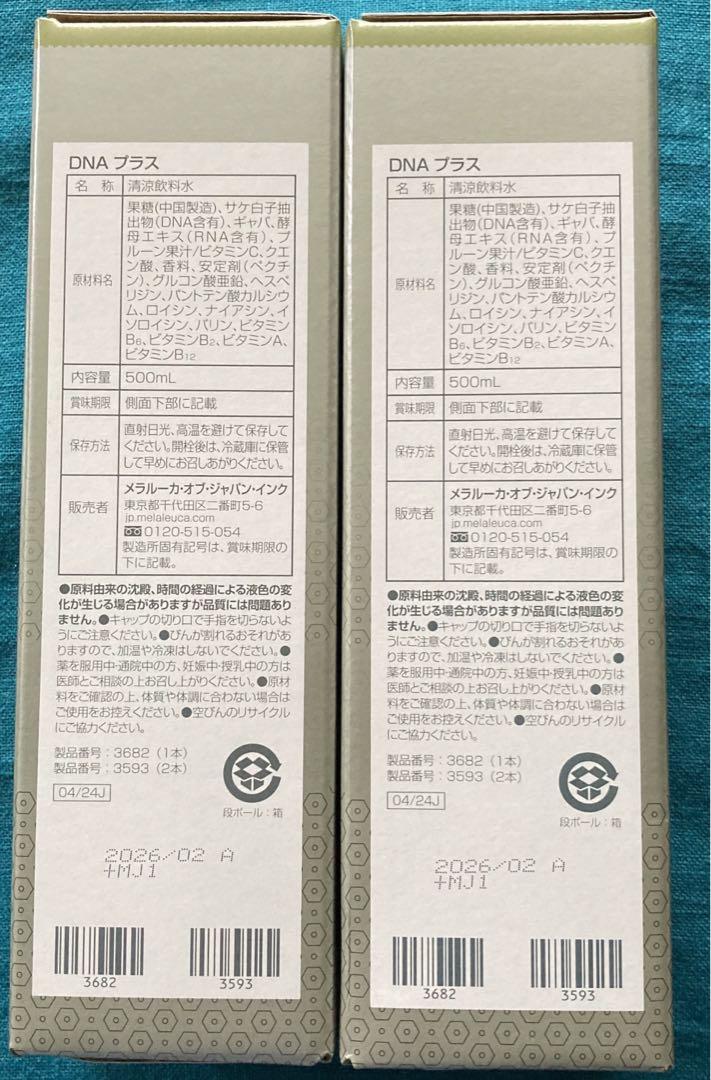 DNA プラス
名 称 清涼飲料水
原材料名
果糖(中国製造)、サケ白子抽
出物(DNA含有)、ギャバ、酵
母エキス(RNA含有)、プ
ルーン果汁/ビタミンC、クエ
ン酸、香料、安定剤(ペクチ
ン)、グルコン酸亜鉛、ヘスペ
リジン、パントテン酸カルシウ
ム、ロイシン、ナイアシン、イ
ソロイシン、バリン、ビタミン
B6、ビタミンB2、ビタミンA、
ビタミンB12
内容量 500mL
賞味期限 側面下部に記載
保存方法
直射日光、高温を避けて保存して
ください。開栓後は、冷蔵庫に保管
して早めにお召しあがりください。
販売者
メラルーカ・オブ・ジャパン・インク
東京都千代田区二番町5-6
jp.melaleuca.com
0120-515-054
製造所固有記号は、賞味期限の
下に記載。
●原料由来の沈殿、時間の経過による液色の変
化が生じる場合がありますが品質には問題あり
ません。●キャップの切り口で手指を切らないよ
うにご注意ください。●びんが割れるおそれがあ
りますので、加温や冷凍はしないでください。●
薬を服用中・通院中の方、妊娠中・授乳中の方は
医師とご相談の上お召し上がりください。●原材
料をご確認の上、体質や体調に合わない場合は
ご使用をお控えください。●空びんのリサイクル
にご協力ください。
製品番号：3682（1本）
製品番号：3593（2本）
04/24J
段ボール：箱
2026/02 A
+MJ1
3682
3593
DNA プラス
名 称 清涼飲料水
原材料名
果糖(中国製造)、サケ白子抽
出物(DNA含有)、ギャバ、酵
母エキス(RNA含有)、プ
ルーン果汁/ビタミンC、クエ
ン酸、香料、安定剤(ペクチ
ン)、グルコン酸亜鉛、ヘスペ
リジン、パントテン酸カルシウ
ム、ロイシン、ナイアシン、イ
ソロイシン、バリン、ビタミン
B6、ビタミンB2、ビタミンA、
ビタミンB12
内容量 500mL
賞味期限 側面下部に記載
保存方法
直射日光、高温を避けて保存して
ください。開栓後は、冷蔵庫に保管
して早めにお召しあがりください。
販売者
メラルーカ・オブ・ジャパン・インク
東京都千代田区二番町5-6
jp.melaleuca.com
0120-515-054
製造所固有記号は、賞味期限の
下に記載。
●原料由来の沈殿、時間の経過による液色の変
化が生じる場合がありますが品質には問題あり
ません。●キャップの切り口で手指を切らないよ
うにご注意ください。●びんが割れるおそれがあ
りますので、加温や冷凍はしないでください。●
薬を服用中・通院中の方、妊娠中・授乳中の方は
医師とご相談の上お召し上がりください。●原材
料をご確認の上、体質や体調に合わない場合は
ご使用をお控えください。●空びんのリサイクル
にご協力ください。
製品番号：3682（1本）
製品番号：3593（2本）
04/24J
段ボール：箱
2026/02 A
+MJ1
3682
3593